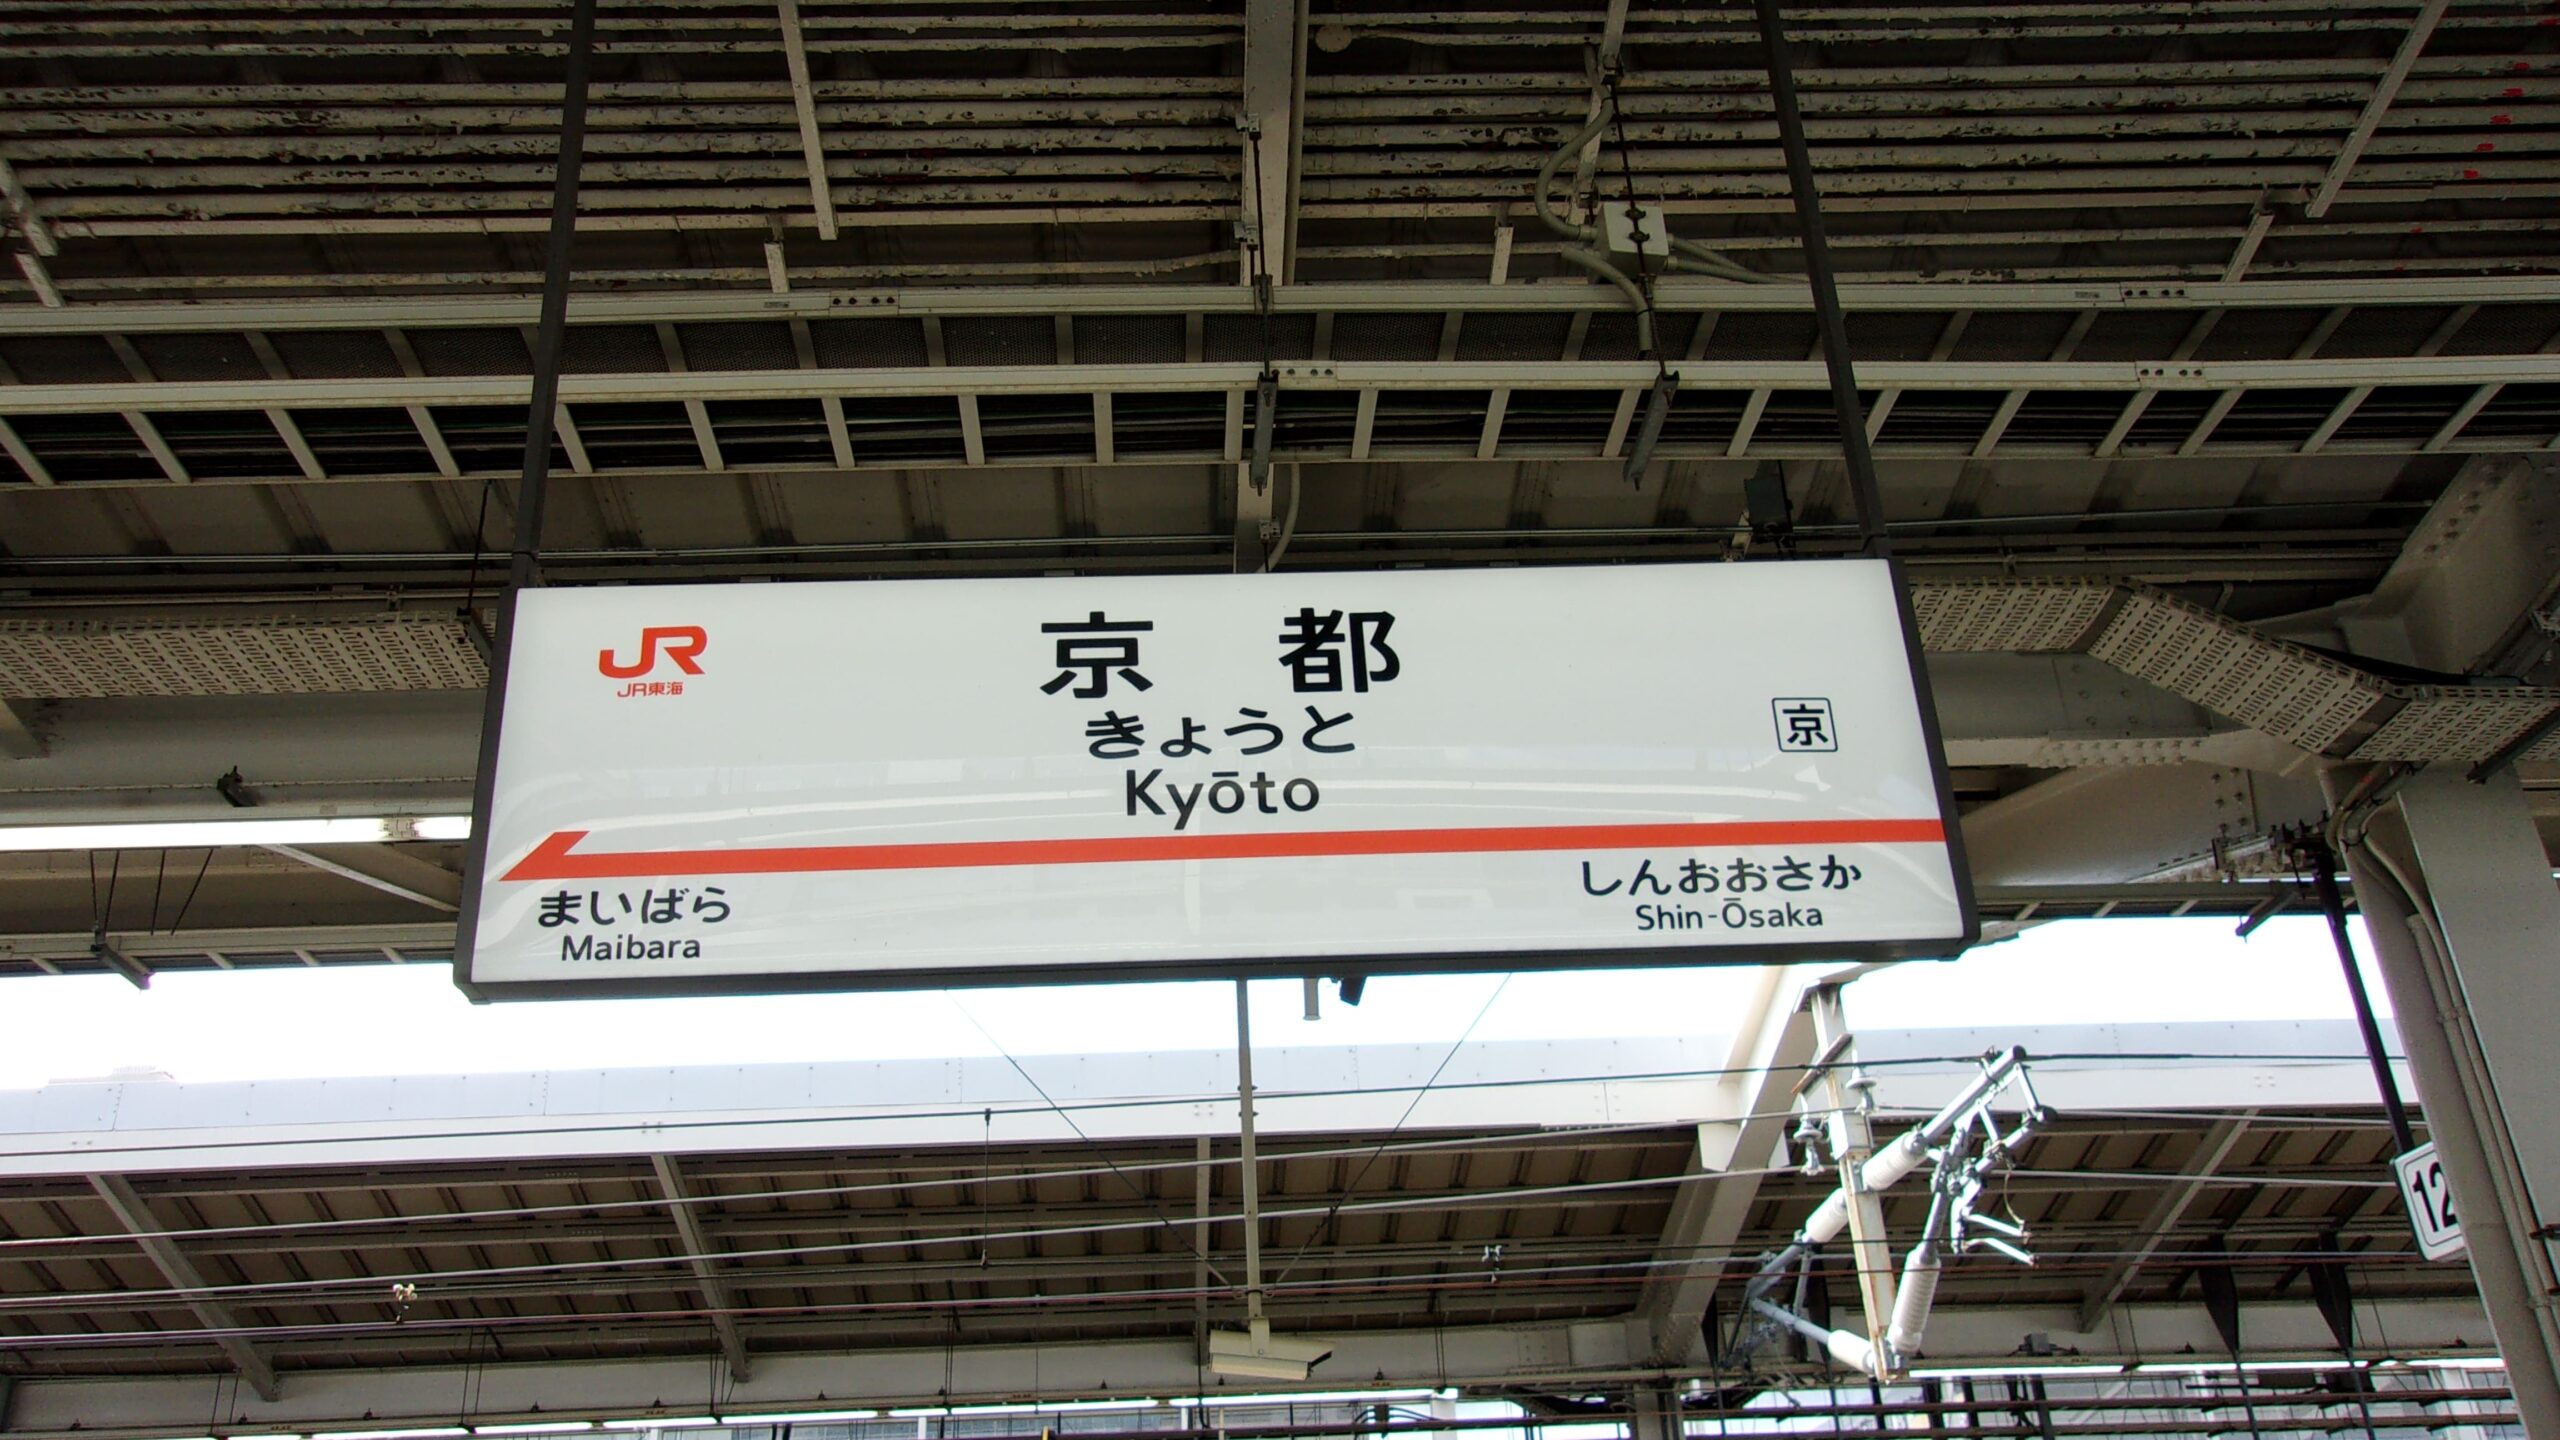 JR
JR東海
京都
きょうと
Kyōto
京
まいばら
Maibara
しんおおさか
Shin-Ōsaka
12